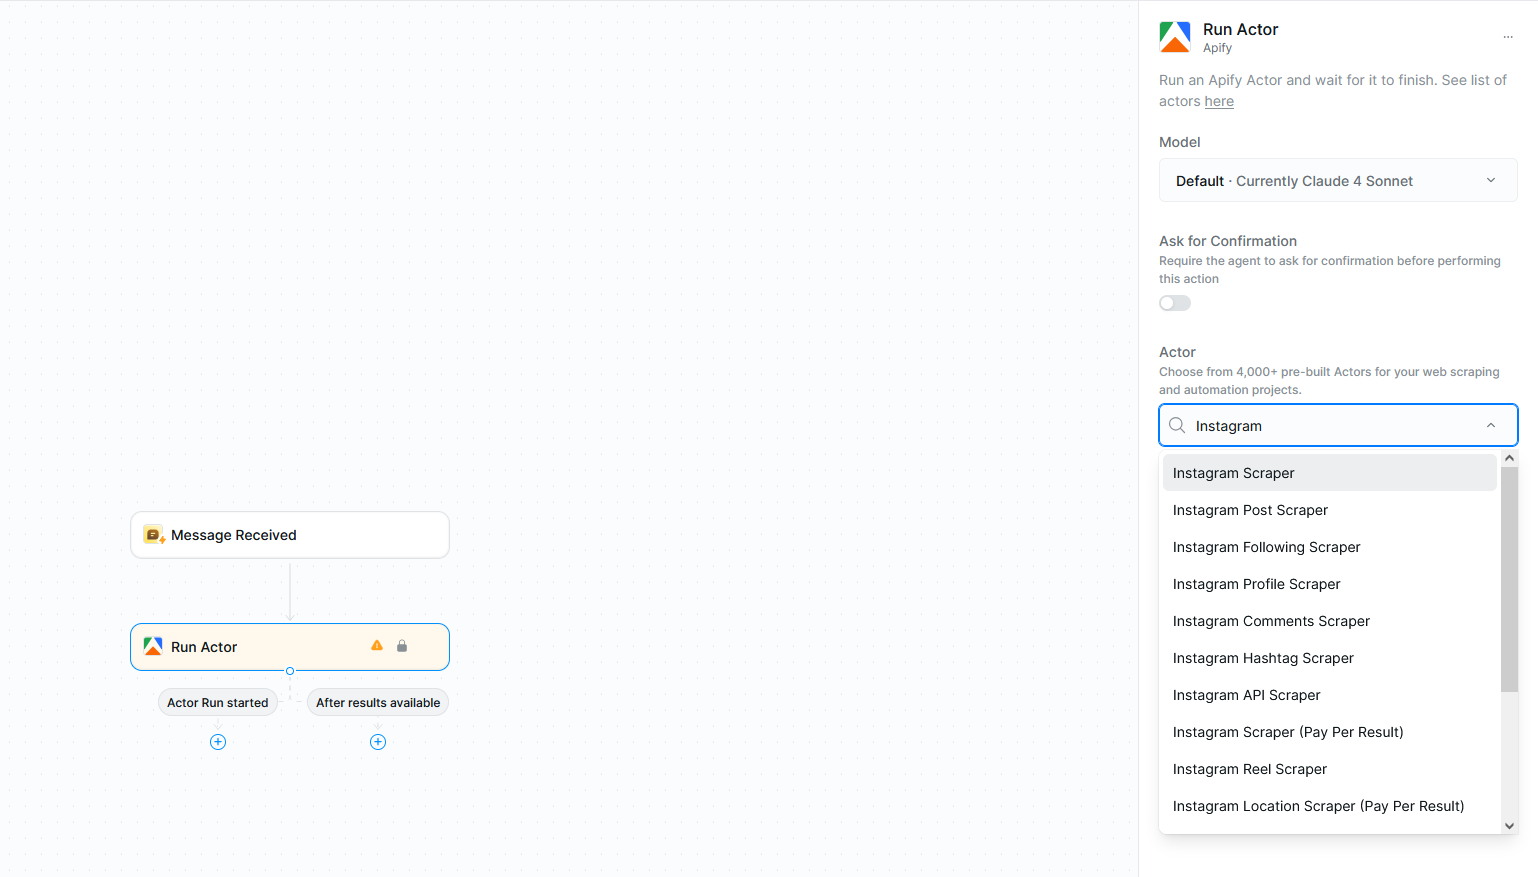 Message Received
Run Actor
Actor Run started
After results available
Run Actor
Apify
...
Run an Apify Actor and wait for it to finish. See list of
actors here
Model
Default · Currently Claude 4 Sonnet
Ask for Confirmation
Require the agent to ask for confirmation before performing
this action
Actor
Choose from 4,000+ pre-built Actors for your web scraping
and automation projects.
Instagram
Instagram Scraper
Instagram Post Scraper
Instagram Following Scraper
Instagram Profile Scraper
Instagram Comments Scraper
Instagram Hashtag Scraper
Instagram API Scraper
Instagram Scraper (Pay Per Result)
Instagram Reel Scraper
Instagram Location Scraper (Pay Per Result)